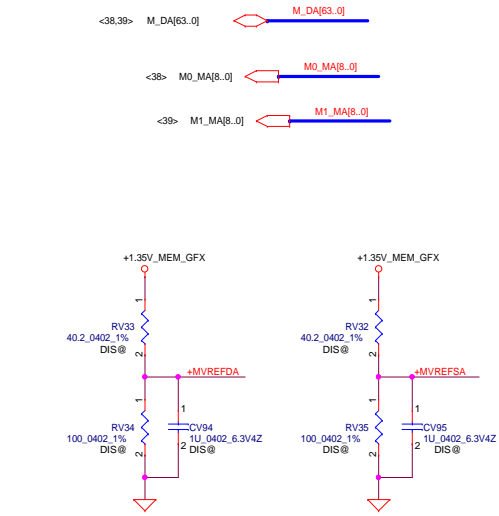 <38,39> M_DA[63..0] M_DA[63..0]
<38> M0_MA[8..0] M0_MA[8..0]
<39> M1_MA[8..0] M1_MA[8..0]
+1.35V_MEM_GFX
1
RV33
40.2_0402_1%
DIS@
2
+MVREFDA
1
RV34
100_0402_1%
DIS@
2
1
CV94
1U_0402_6.3V4Z
2 DIS@
+1.35V_MEM_GFX
1
RV32
40.2_0402_1%
DIS@
2
+MVREFSA
1
RV35
100_0402_1%
DIS@
2
1
CV95
1U_0402_6.3V4Z
2 DIS@